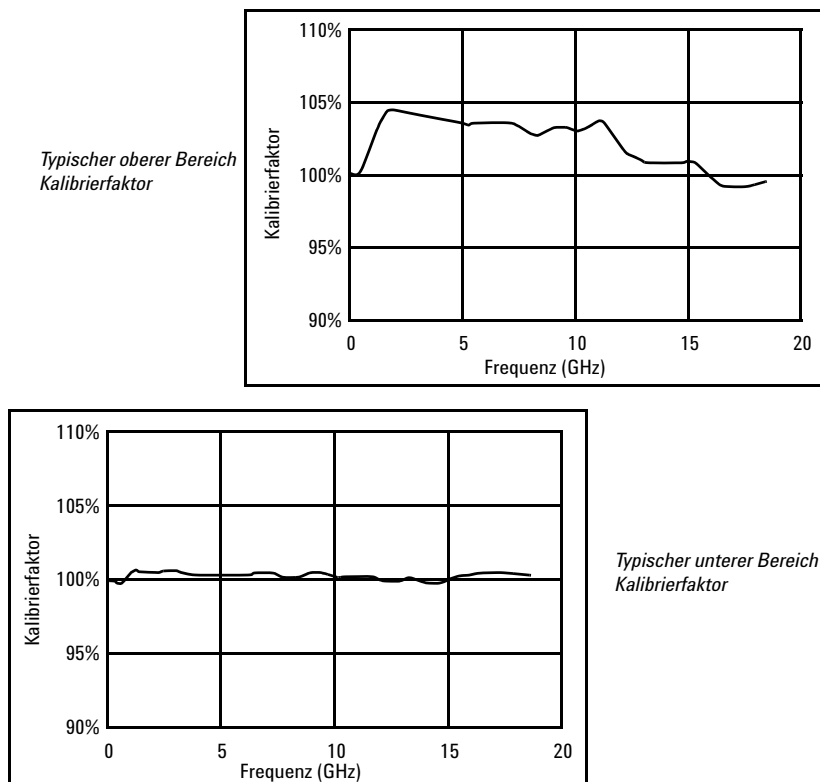 110%
105%
100%
95%
90%
Kalibrierfaktor
0 5 10 15 20
Frequenz (GHz)
Typischer oberer Bereich
Kalibrierfaktor
110%
105%
100%
95%
90%
Kalibrierfaktor
0 5 10 15 20
Frequenz (GHz)
Typischer unterer Bereich
Kalibrierfaktor